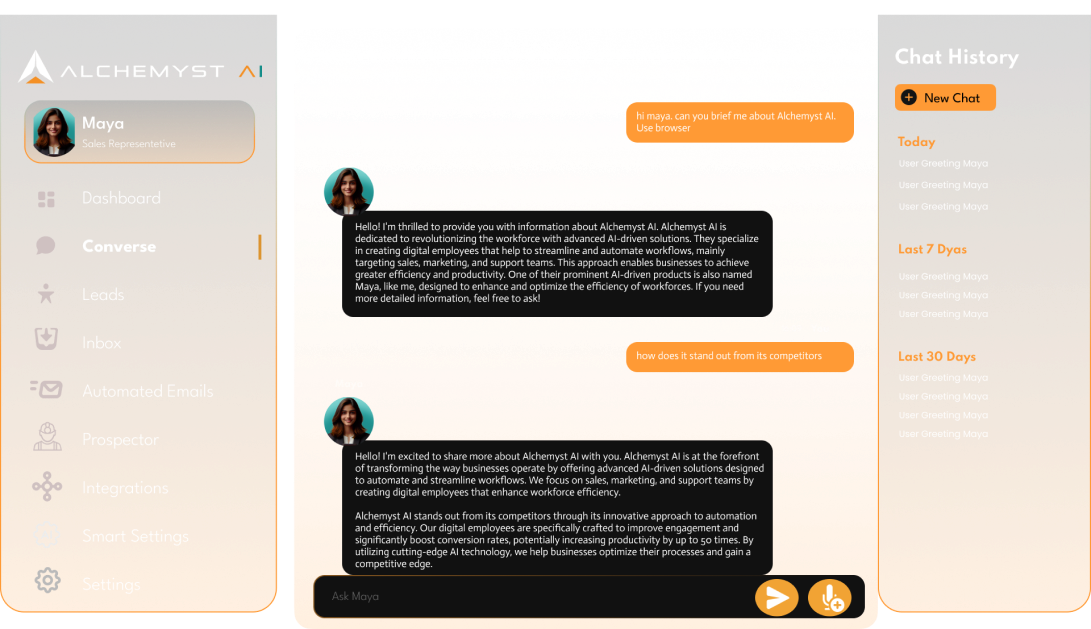 ALCHEMYST AI
Maya
Sales Representetive
Dashboard
Converse
Leads
Inbox
Automated Emails
Prospector
Integrations
Smart Settings
Settings
hi maya. can you brief me about Alchemyst AI.
Use browser
Hello! I'm thrilled to provide you with information about Alchemyst AI. Alchemyst AI is
dedicated to revolutionizing the workforce with advanced AI-driven solutions. They specialize
in creating digital employees that help to streamline and automate workflows, mainly
targeting sales, marketing, and support teams. This approach enables businesses to achieve
greater efficiency and productivity. One of their prominent AI-driven products is also named
Maya, like me, designed to enhance and optimize the efficiency of workforces. If you need
more detailed information, feel free to ask!
how does it stand out from its competitors
Hello! I'm excited to share more about Alchemyst AI with you. Alchemyst AI is at the forefront
of transforming the way businesses operate by offering advanced AI-driven solutions designed
to automate and streamline workflows. We focus on sales, marketing, and support teams by
creating digital employees that enhance workforce efficiency.
Alchemyst AI stands out from its competitors through its innovative approach to automation
and efficiency. Our digital employees are specifically crafted to improve engagement and
significantly boost conversion rates, potentially increasing productivity by up to 50 times. By
utilizing cutting-edge AI technology, we help businesses optimize their processes and gain a
competitive edge.
Ask Maya
Chat History
New Chat
Today
User Greeting Maya
User Greeting Maya
User Greeting Maya
Last 7 Dyas
User Greeting Maya
User Greeting Maya
User Greeting Maya
Last 30 Days
User Greeting Maya
User Greeting Maya
User Greeting Maya
User Greeting Maya